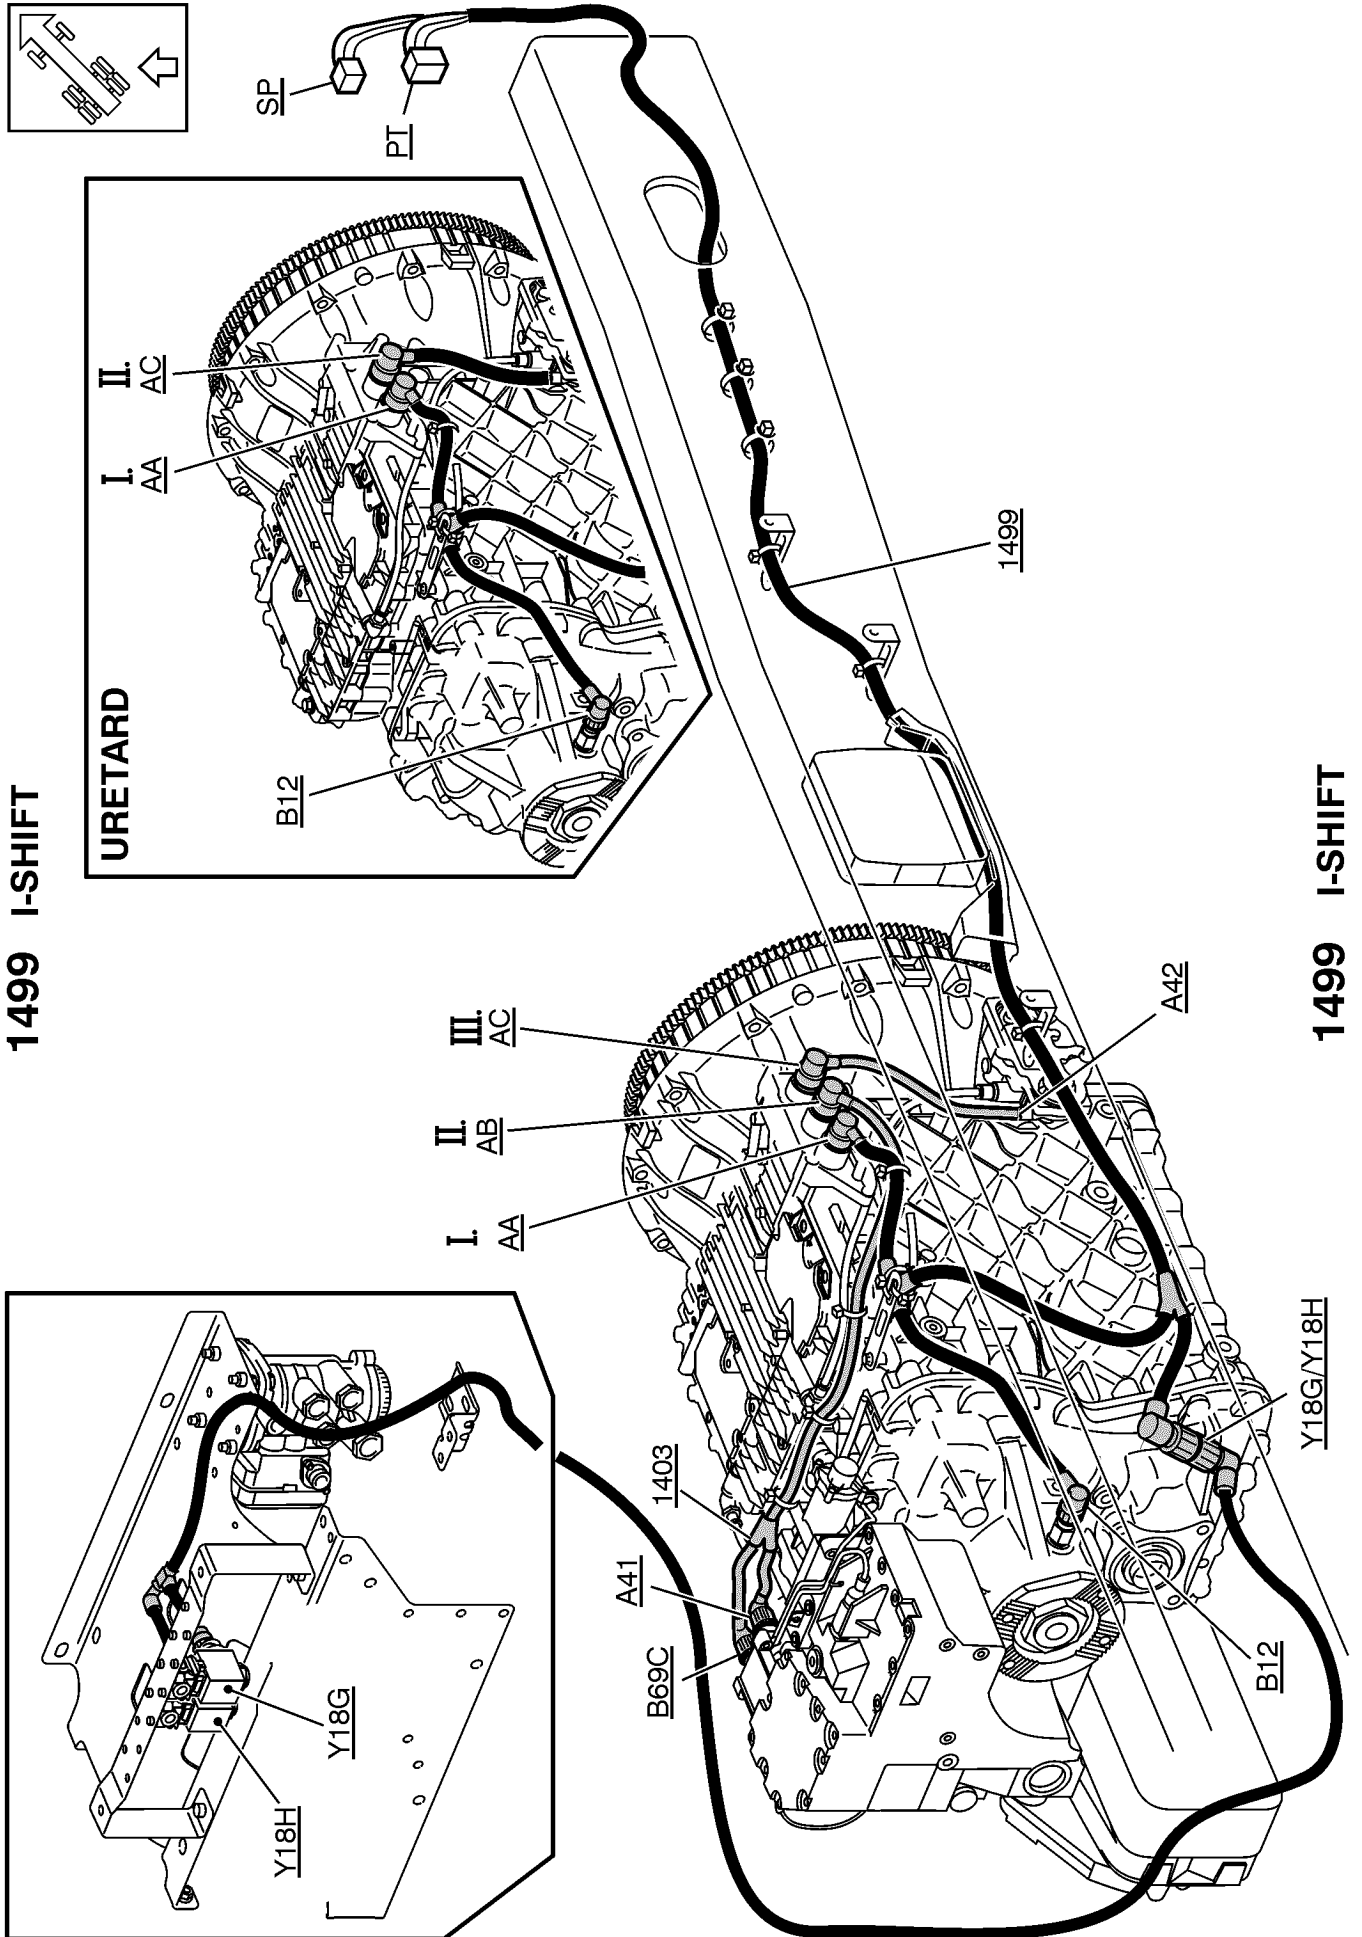 1499 I-SHIFT
URETARD
B12
I.
AA
II.
AC
SP
PT
1499
Y18H
Y18G
B69C
A41
1403
I.
AA
II.
AB
III.
AC
A42
B12
Y18G/Y18H
1499 I-SHIFT